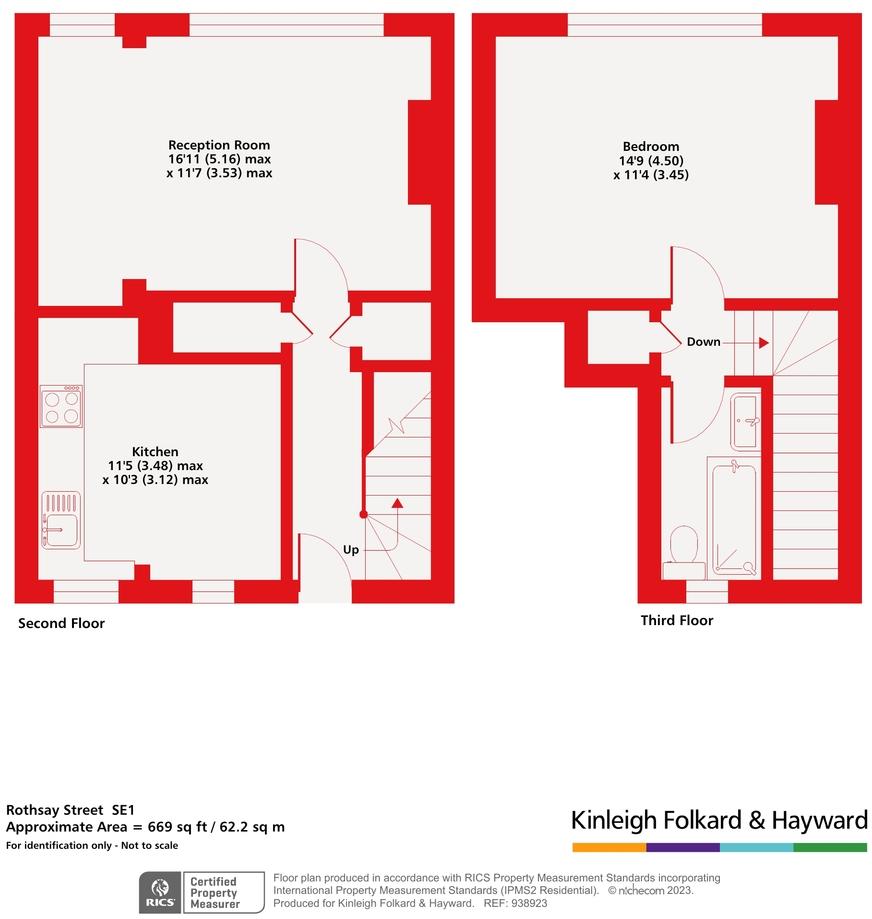 Reception Room
16'11 (5.16) max
x 11'7 (3.53) max
Bedroom
14'9 (4.50)
x 11'4 (3.45)
Down
Kitchen
11'5 (3.48) max
x 10'3 (3.12) max
Up
Second Floor
Third Floor
Rothsay Street SE1
Approximate Area = 669 sq ft / 62.2 sq m
For identification only - Not to scale
Kinleigh Folkard & Hayward
RICS
Certified
Property
Measurer
Floor plan produced in accordance with RICS Property Measurement Standards incorporating
International Property Measurement Standards (IPMS2 Residential). © nichecom 2023.
Produced for Kinleigh Folkard & Hayward. REF: 938923